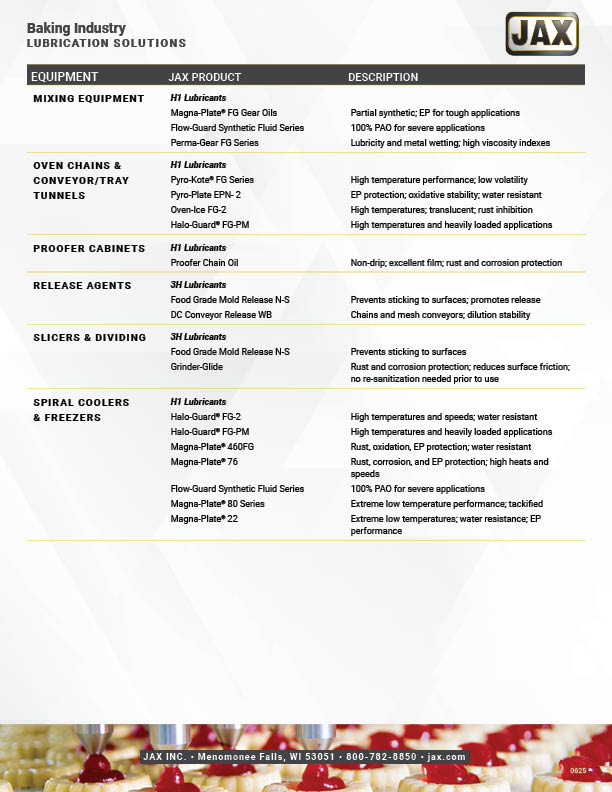 Baking Industry
LUBRICATION SOLUTIONS
JAX
EQUIPMENT JAX PRODUCT DESCRIPTION
MIXING EQUIPMENT H1 Lubricants
Magna-Plate® FG Gear Oils Partial synthetic; EP for tough applications
Flow-Guard Synthetic Fluid Series 100% PAO for severe applications
Perma-Gear FG Series Lubricity and metal wetting; high viscosity indexes
OVEN CHAINS & H1 Lubricants
CONVEYOR/TRAY Pyro-Kote® FG Series High temperature performance; low volatility
TUNNELS Pyro-Plate EPN- 2 EP protection; oxidative stability; water resistant
Oven-Ice FG-2 High temperatures; translucent; rust inhibition
Halo-Guard® FG-PM High temperatures and heavily loaded applications
PROOFER CABINETS H1 Lubricants
Proofer Chain Oil Non-drip; excellent film; rust and corrosion protection
RELEASE AGENTS 3H Lubricants
Food Grade Mold Release N-S Prevents sticking to surfaces; promotes release
DC Conveyor Release WB Chains and mesh conveyors; dilution stability
SLICERS & DIVIDING 3H Lubricants
Food Grade Mold Release N-S Prevents sticking to surfaces
Grinder-Glide Rust and corrosion protection; reduces surface friction;
no re-sanitization needed prior to use
SPIRAL COOLERS H1 Lubricants
& FREEZERS Halo-Guard® FG-2 High temperatures and speeds; water resistant
Halo-Guard® FG-PM High temperatures and heavily loaded applications
Magna-Plate® 460FG Rust, oxidation, EP protection; water resistant
Magna-Plate® 76 Rust, corrosion, and EP protection; high heats and
speeds
Flow-Guard Synthetic Fluid Series 100% PAO for severe applications
Magna-Plate® 80 Series Extreme low temperature performance; tackified
Magna-Plate® 22 Extreme low temperatures; water resistance; EP
performance
JAX INC. • Menomonee Falls, WI 53051 • 800-782-8850 • jax.com
0625